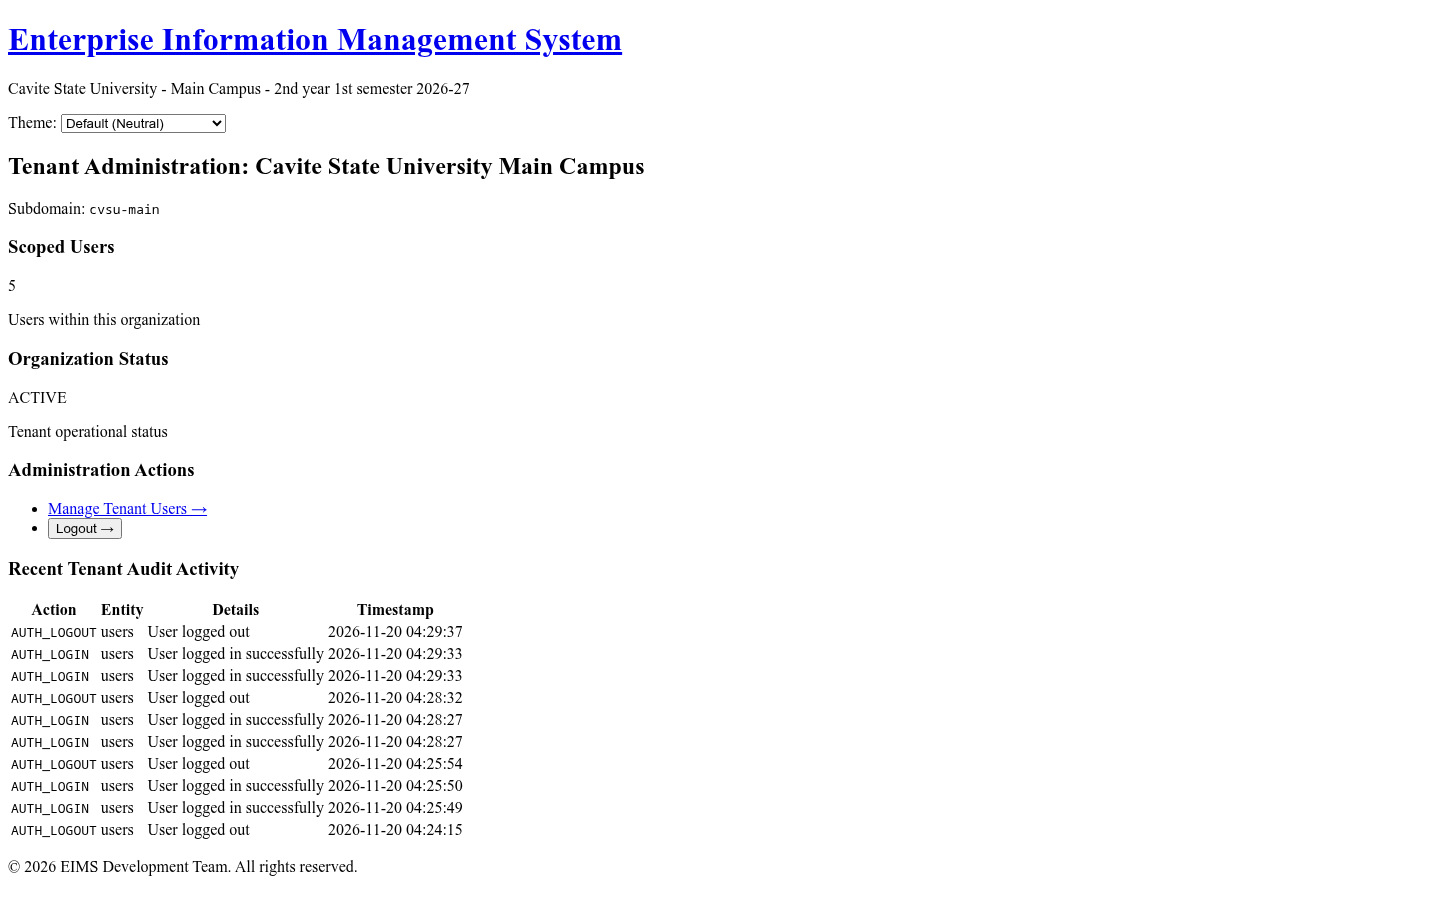 Enterprise Information Management System
Cavite State University - Main Campus - 2nd year 1st semester 2026-27
Theme: Default (Neutral)
Tenant Administration: Cavite State University Main Campus
Subdomain: cvsu-main
Scoped Users
5
Users within this organization
Organization Status
ACTIVE
Tenant operational status
Administration Actions
Manage Tenant Users →
Logout →
Recent Tenant Audit Activity
Action Entity Details Timestamp
AUTH_LOGOUT users User logged out 2026-11-20 04:29:37
AUTH_LOGIN users User logged in successfully 2026-11-20 04:29:33
AUTH_LOGIN users User logged in successfully 2026-11-20 04:29:33
AUTH_LOGOUT users User logged out 2026-11-20 04:28:32
AUTH_LOGIN users User logged in successfully 2026-11-20 04:28:27
AUTH_LOGIN users User logged in successfully 2026-11-20 04:28:27
AUTH_LOGOUT users User logged out 2026-11-20 04:25:54
AUTH_LOGIN users User logged in successfully 2026-11-20 04:25:50
AUTH_LOGIN users User logged in successfully 2026-11-20 04:25:49
AUTH_LOGOUT users User logged out 2026-11-20 04:24:15
© 2026 EIMS Development Team. All rights reserved.